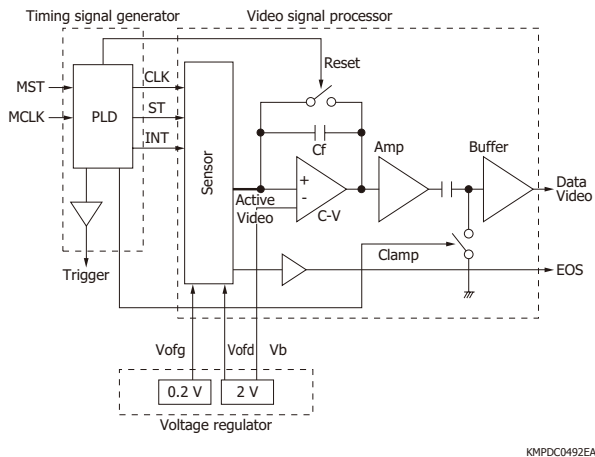 Timing signal generator
Video signal processor
Reset
MST
MCLK
PLD
CLK
ST
INT
Sensor
Cf
Amp
Buffer
+
-
C-V
Active
Video
Data
Video
Clamp
Trigger
EOS
Vofg
Vofd
Vb
0.2 V
2 V
Voltage regulator
KMPDC0492EA